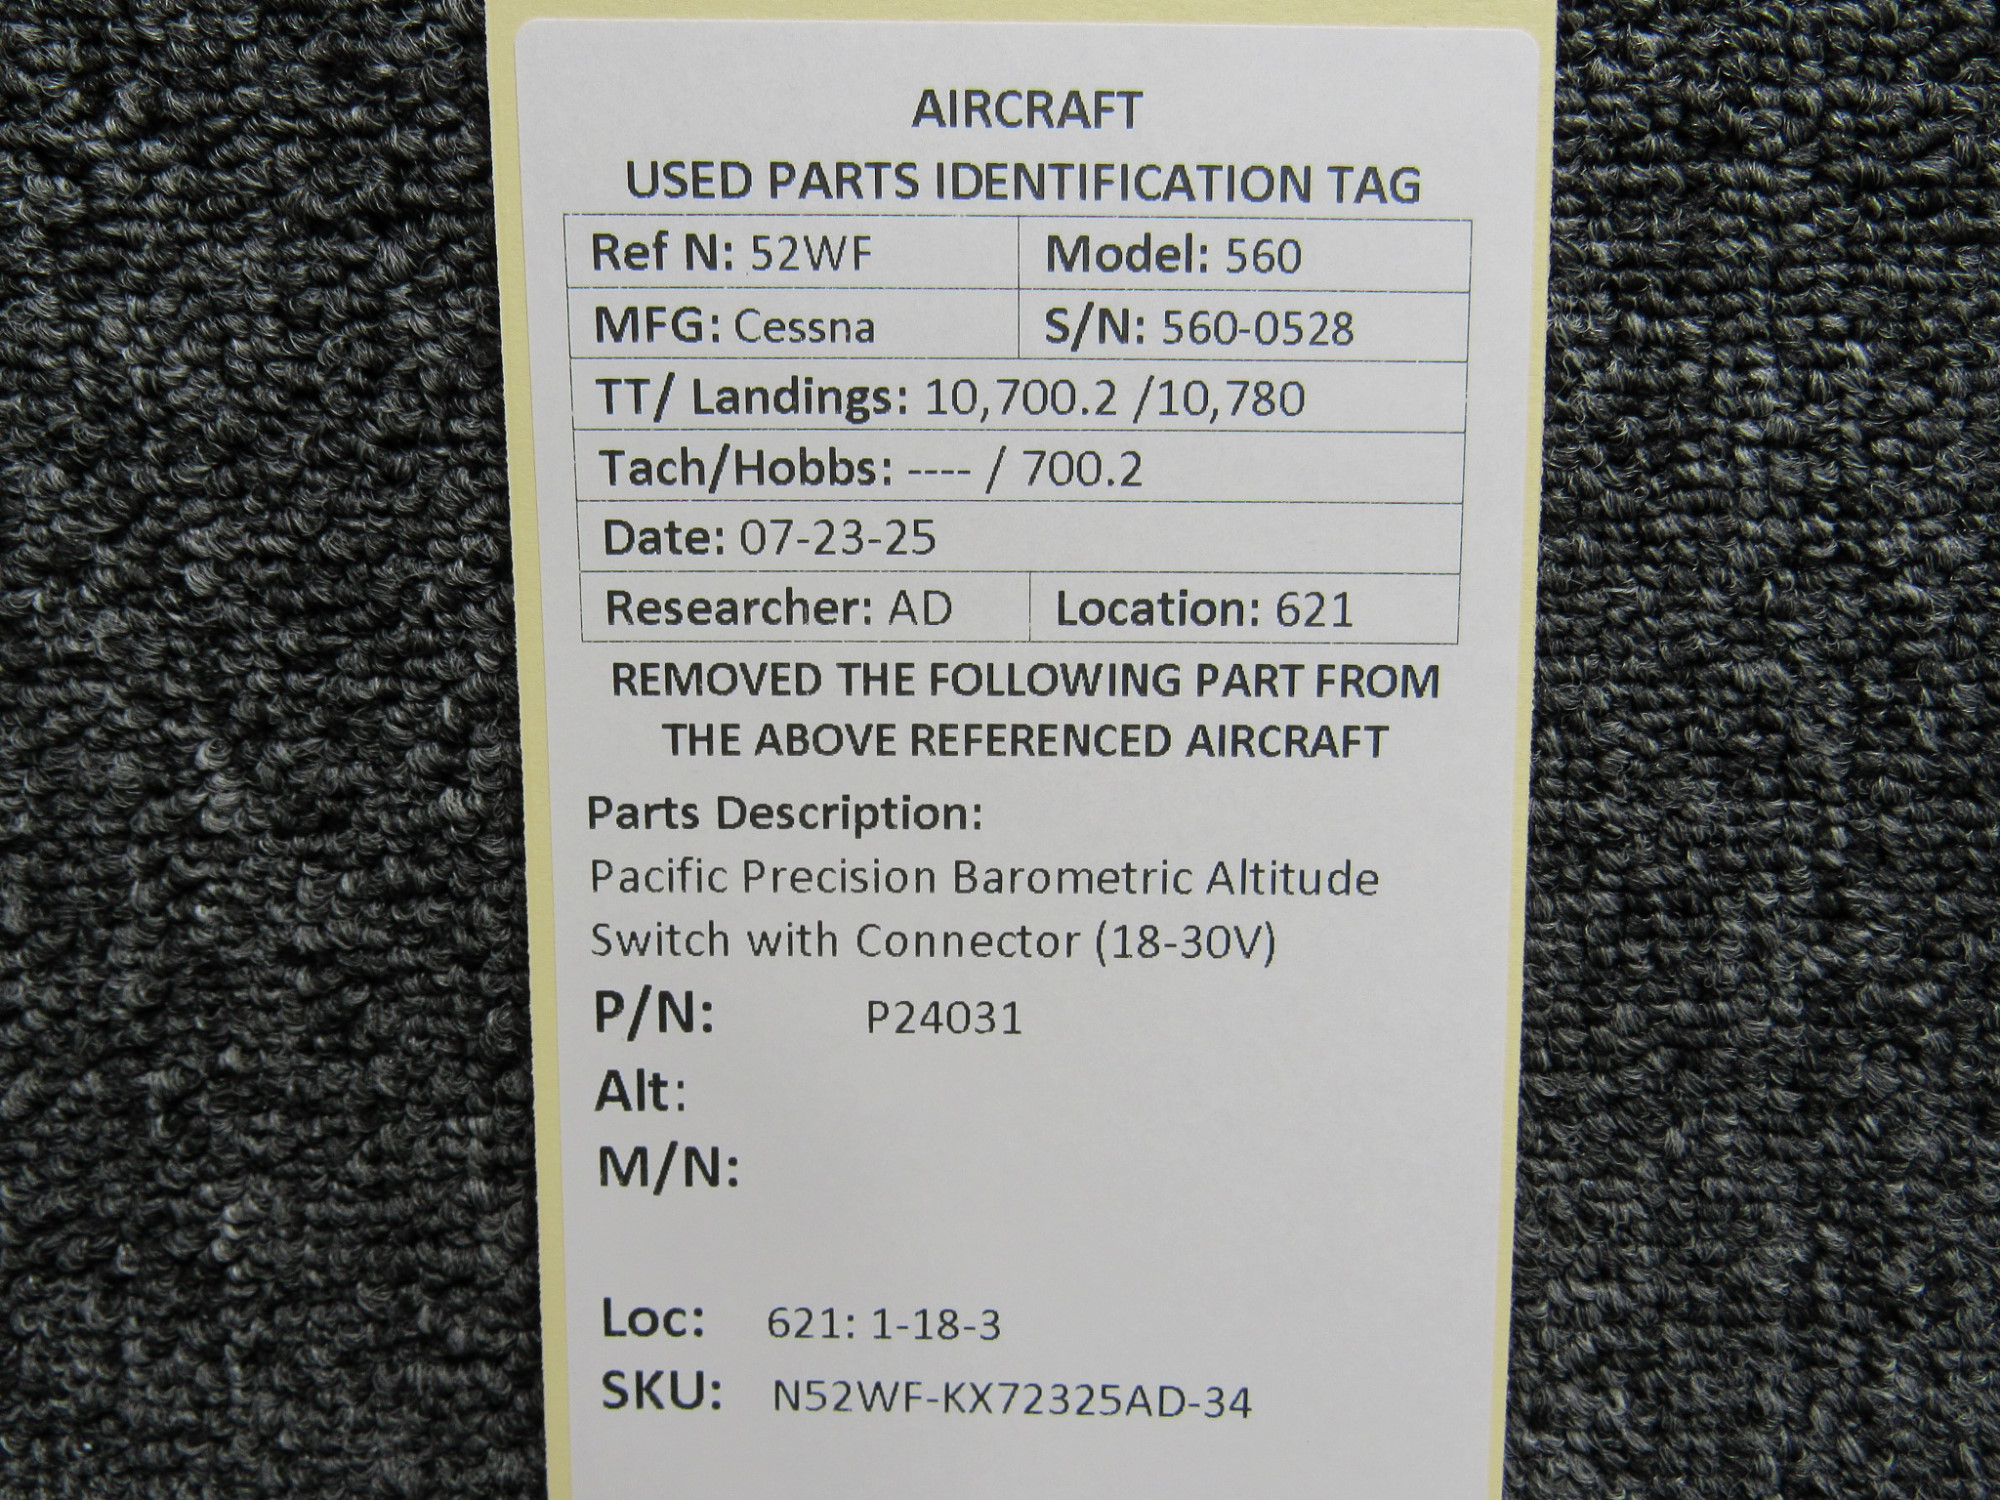 AIRCRAFT
USED PARTS IDENTIFICATION TAG
Ref N: 52WF Model: 560
MFG: Cessna S/N: 560-0528
TT/ Landings: 10,700.2 /10,780
Tach/Hobbs: ---- / 700.2
Date: 07-23-25
Researcher: AD Location: 621
REMOVED THE FOLLOWING PART FROM
THE ABOVE REFERENCED AIRCRAFT
Parts Description:
Pacific Precision Barometric Altitude
Switch with Connector (18-30V)
P/N: P24031
Alt:
M/N:
Loc: 621: 1-18-3
SKU: N52WF-KX72325AD-34